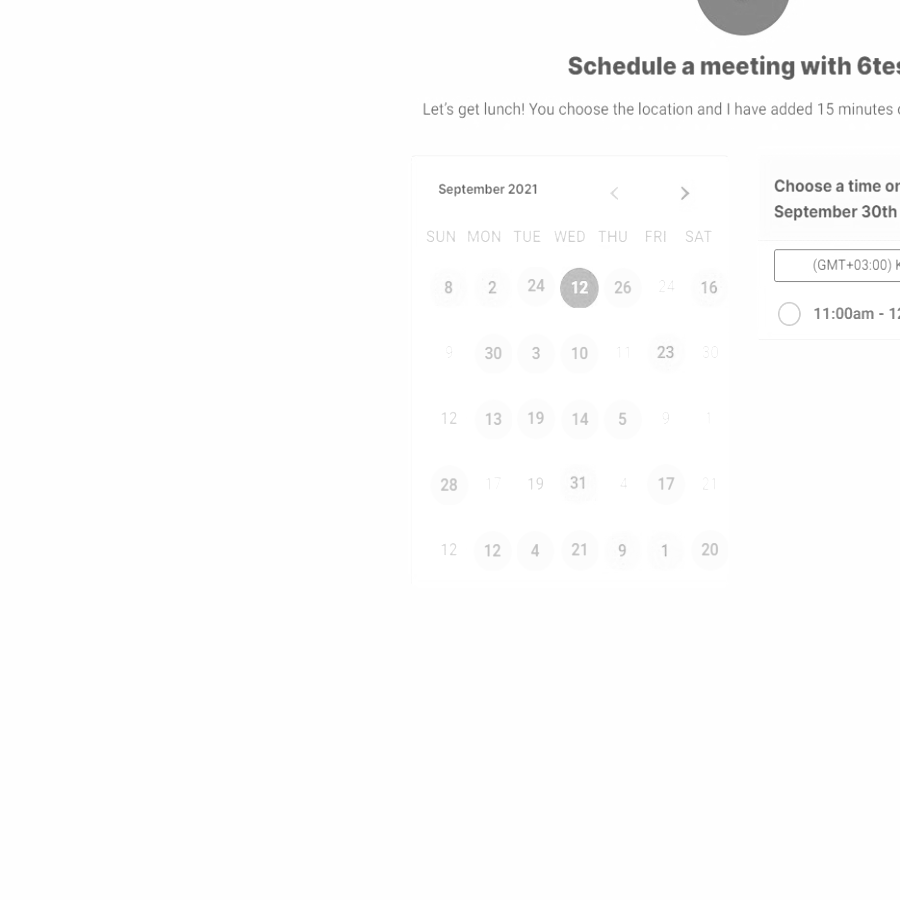 Schedule a meeting with 6tes
Let's get lunch! You choose the location and I have added 15 minutes
September 2021
SUN MON TUE WED THU FRI SAT
8 2 24 12 26 24 16
9 30 3 10 11 23 30
12 13 19 14 5 9 1
28 17 19 31 4 17 21
12 12 4 21 9 1 20
Choose a time on
September 30th
(GMT+03:00) K
11:00am - 12